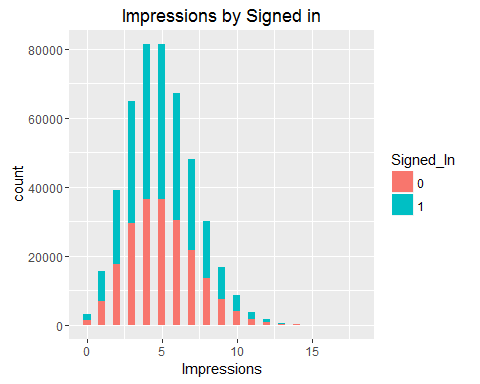 Impressions by Signed in
80000
60000
40000
20000
0
count
0 5 10 15
Impressions
Signed_In
0
1